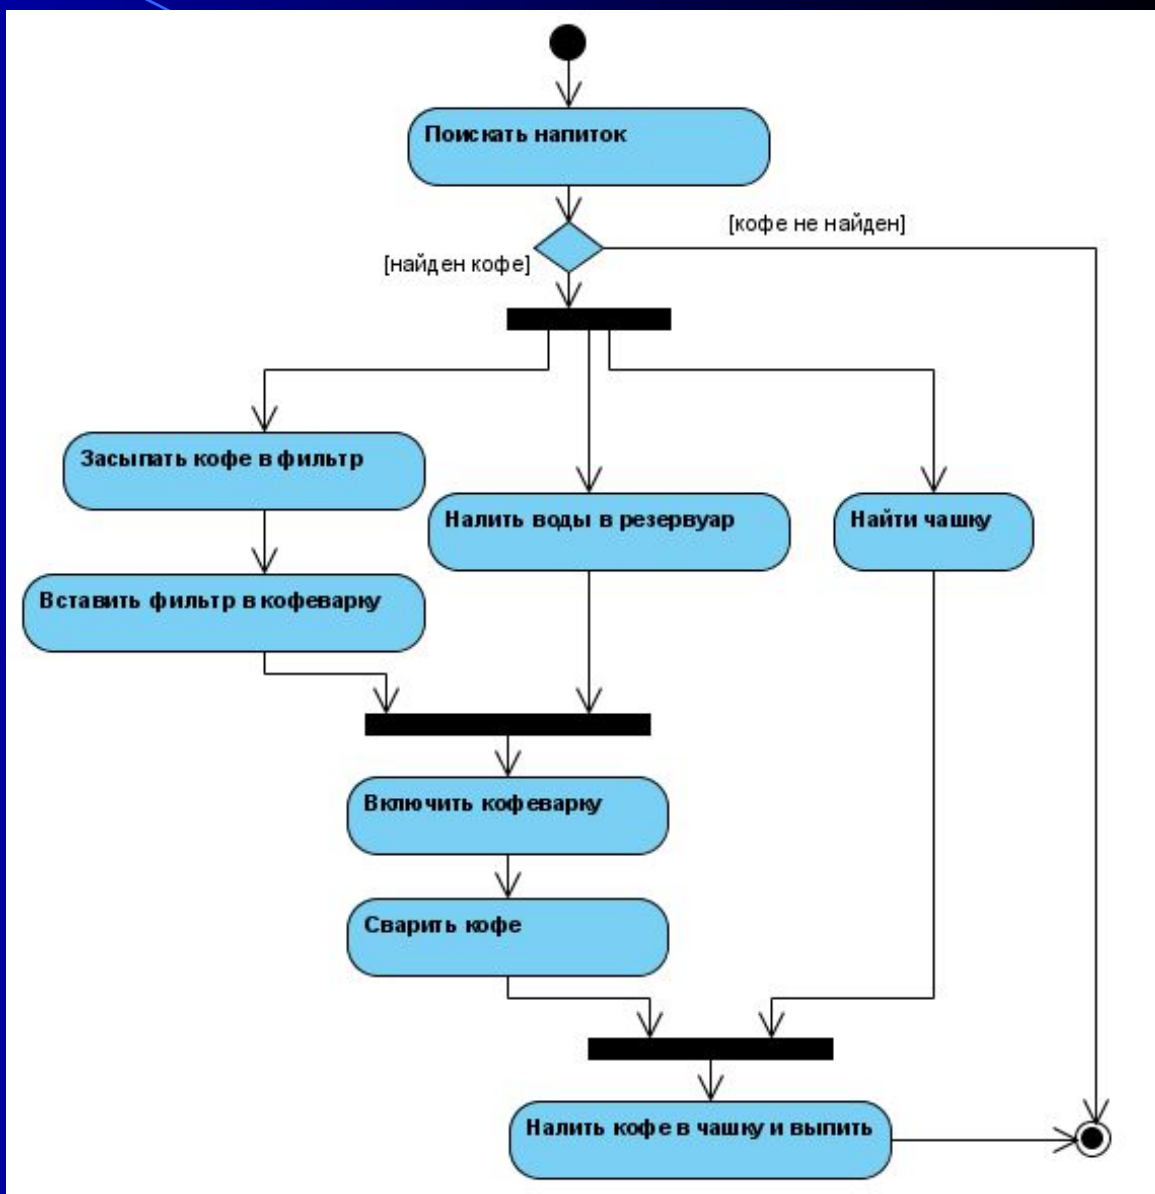 Поискать напиток
[кофе не найден]
[найден кофе]
Засыпать кофе в фильтр
Налить воды в резервуар
Найти чашку
Вставить фильтр в кофеварку
Включить кофеварку
Сварить кофе
Налить кофе в чашку и выпить